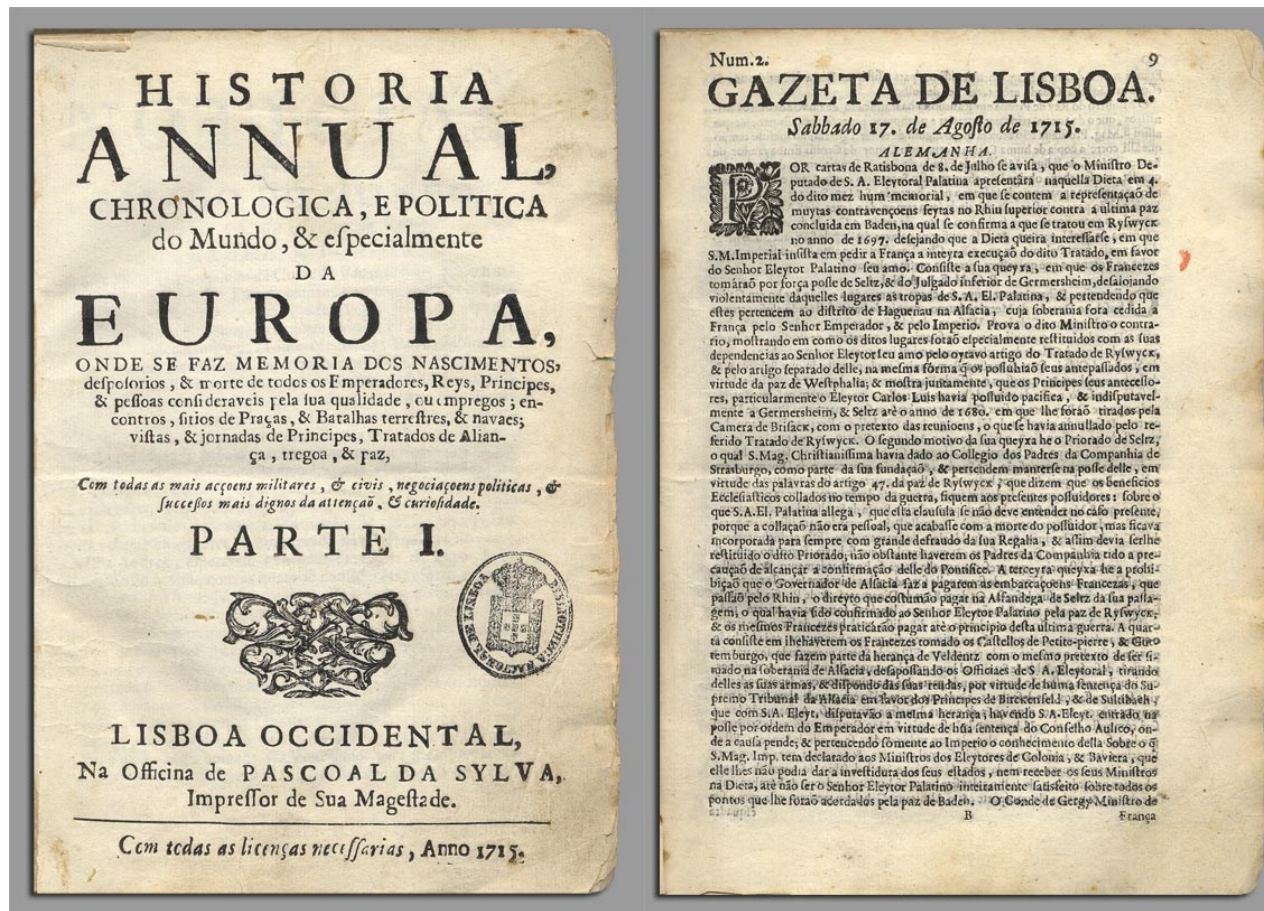 HISTORIA
ANNUAL,
CHRONOLOGICA, E POLITICA
do Mundo, & eſpecialmente
DA
EUROPA,
ONDE SE FAZ MEMORIA DOS NASCIMENTOS,
deſpoſorios, & morte de todos os Emperadores, Reys, Principes,
& peſſoas conſideraveis pela ſua qualidade, ou empregos; en-
contros, ſitios de Praças, & Batalhas terreſtres, & navaes;
viſtas, & jornadas de Principes, Tratados de Alian-
ça, tregoa, & paz,
Com todas as mais acçoens militares, & civis, negociaçoens politicas, &
ſucceſſos mais dignos da attençaõ, & curioſidade.
PARTE I.
BIBLIOTHECA NACIONAL DE LISBOA
LISBOA OCCIDENTAL,
Na Officina de PASCOAL DA SYLVA,
Impreſſor de Sua Mageſtade.
Com todas as licenças neceſſarias, Anno 1715.
Num.2. 9
GAZETA DE LISBOA.
Sabbado 17. de Agoſto de 1715.
ALEMANHA.
POR cartas de Ratisbona de 8. de Julho ſe aviſa, que o Miniſtro De-
putado de S. A. Eleytoral Palatina apreſentára naquella Dieta em 4.
do dito mez hum memorial, em que ſe contem a repreſentaçaõ de
muytas contravençoens feytas no Rhin ſuperior contra a ultima paz
concluida em Baden, na qual ſe confirma a que ſe tratou em Ryſwyck
no anno de 1697. deſejando que a Dieta queira intereſſarſe, em que
S.M.Imperial inſiſta em pedir a França a inteyra execuçaõ do dito Tratado, em favor
do Senhor Eleytor Palatino ſeu amo. Conſiſte a ſua queyxa, em que os Francezes
tomáraõ por força poſſe de Seltz, & do Julgado inferior de Germersheim, deſalojando
violentamente daquelles lugares as tropas de S. A. El. Palatina, & pertendendo que
eſtes pertencem ao diſtrito de Haguenau na Alſacia, cuja ſoberania fora cedida a
França pelo Senhor Emperador, & pelo Imperio. Prova o dito Miniſtro o contra-
rio, moſtrando em como os ditos lugares foraõ eſpecialmente reſtituidos com as ſuas
dependencias ao Senhor Eleytor ſeu amo pelo oytavo artigo do Tratado de Ryſwyck,
& pelo artigo ſeparado delle, na meſma fórma q̃ os poſſuhiaõ ſeus antepaſſados, em
virtude da paz de Weſtphalia; & moſtra juntamente, que os Principes ſeus anteceſſo-
res, particularmente o Eleytor Carlos Luis havia poſſuido pacifica, & indiſputavel-
mente a Germersheim, & Seltz até o anno de 1680. em que lhe foraõ tirados pela
Camera de Briſack, com o pretexto das reunioens, o que ſe havia annullado pelo re-
ferido Tratado de Ryſwyck. O ſegundo motivo da ſua queyxa he o Priorado de Seltz,
o qual S.Mag. Chriſtianiſſima havia dado ao Collegio dos Padres da Companhia de
Strasburgo, como parte da ſua fundaçaõ, & pertendem manterſe na poſſe delle, em
virtude das palavras do artigo 47. da paz de Ryſwyck, que dizem que os beneficios
Eccleſiaſticos collados no tempo da guerra, fiquem aos preſentes poſſuidores: ſobre o
que S.A.El. Palatina allega, que eſta clauſula ſe não deve entender no caſo preſente,
porque a collaçaõ não era peſſoal, que acabaſſe com a morte do poſſuidor, mas ficava
incorporada para ſempre com grande defraudo da ſua Regalia, & aſſim devia ſerlhe
reſtituido o dito Priorado, não obſtante haverem os Padres da Companhia tido a pre-
cauçaõ de alcançar a confirmação delle do Pontifice. A terceyra queyxa he a prohi-
biçaõ que o Governador de Alſacia faz a pagarem as embarcaçoens Francezas, que
paſſaõ pelo Rhin, o direyto que coſtumão pagar na Alfandega de Seltz da ſua paſſa-
gem, o qual havia ſido confirmado ao Senhor Eleytor Palatino pela paz de Ryſwyck,
& os meſmos Francezes praticáraõ pagar até o principio deſta ultima guerra. A quar-
ta conſiſte em lhe haverem os Francezes tomado os Caſtellos de Petite-pierre, &
temburgo, que fazem parte da herança de Veldentz com o meſmo pretexto de ſer ſi-
tuado na ſoberania de Alſacia, deſapoſſando os Officiaes de S A. Eleytoral, tirando
delles as ſuas armas, & diſpondo das ſuas rendas, por virtude de huma ſentença do Su-
premo Tribunal da Alſacia em favor dos Principes de Birckenfeld, & de Sultzbach,
que com S.A. Eleyt. diſputavão a meſma herança, havendo S.A.Eleyt. entrado na
poſſe por ordem do Emperador em virtude de hũa ſentença do Conſelho Aulico, on-
de a cauſa pende; & pertencendo ſómente ao Imperio o conhecimento deſſa Sobre o q̃
S.Mag. Imp. tem declarado aos Miniſtros dos Eleytores de Colonia, & Baviera, que
elle lhes não podia dar a inveſtidura dos ſeus eſtados, nem receber os ſeus Miniſtros
na Dieta, até não ſer o Senhor Eleytor Palatino inteiramente ſatisfeito ſobre todos os
pontos que lhe foraõ acordados pela paz de Baden. O Conde de Gergy Miniſtro de
B França